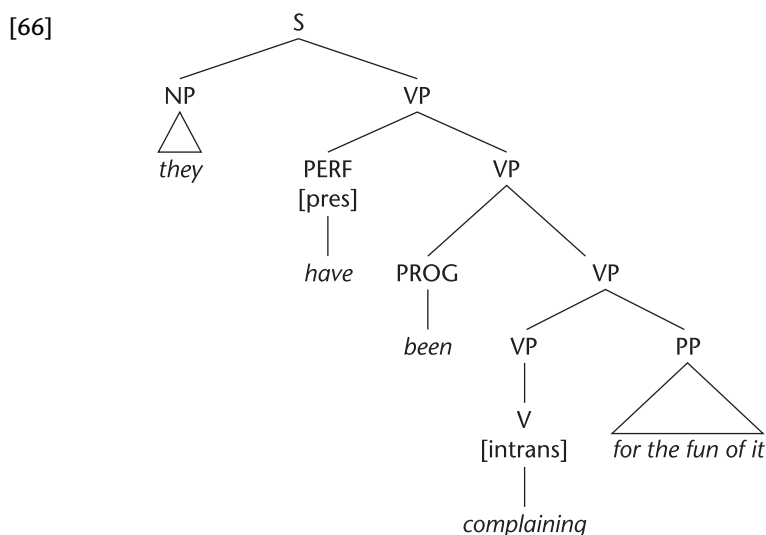 [66]
S
NP VP
they PERF VP
[pres]
have PROG VP
been VP PP
V
[intrans] for the fun of it
complaining